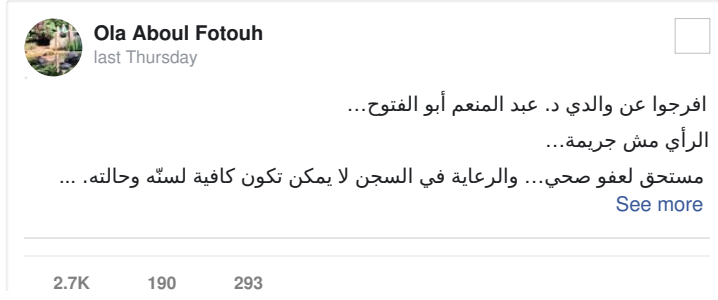 Ola Aboul Fotouh
last Thursday
افرجوا عن والدي د. عبد المنعم أبو الفتوح...
الرأي مش جريمة...
مستحق لعفو صحي... والرعاية في السجن لا يمكن تكون كافية لسنّه وحالته. ...
See more
2.7K 190 293